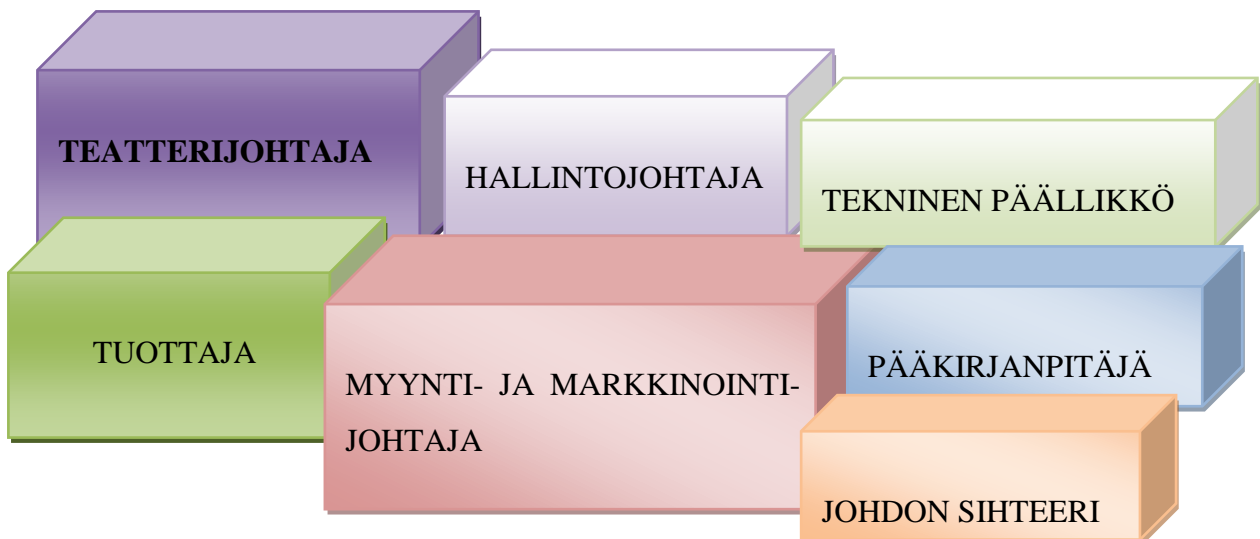 TEATTERIJOHTAJA
HALLINTOJOHTAJA
TEKNINEN PÄÄLLIKKÖ
TUOTTAJA
MYYNTI- JA MARKKINOINTI-
JOHTAJA
PÄÄKIRJANPITÄJÄ
JOHDON SIHTEERI